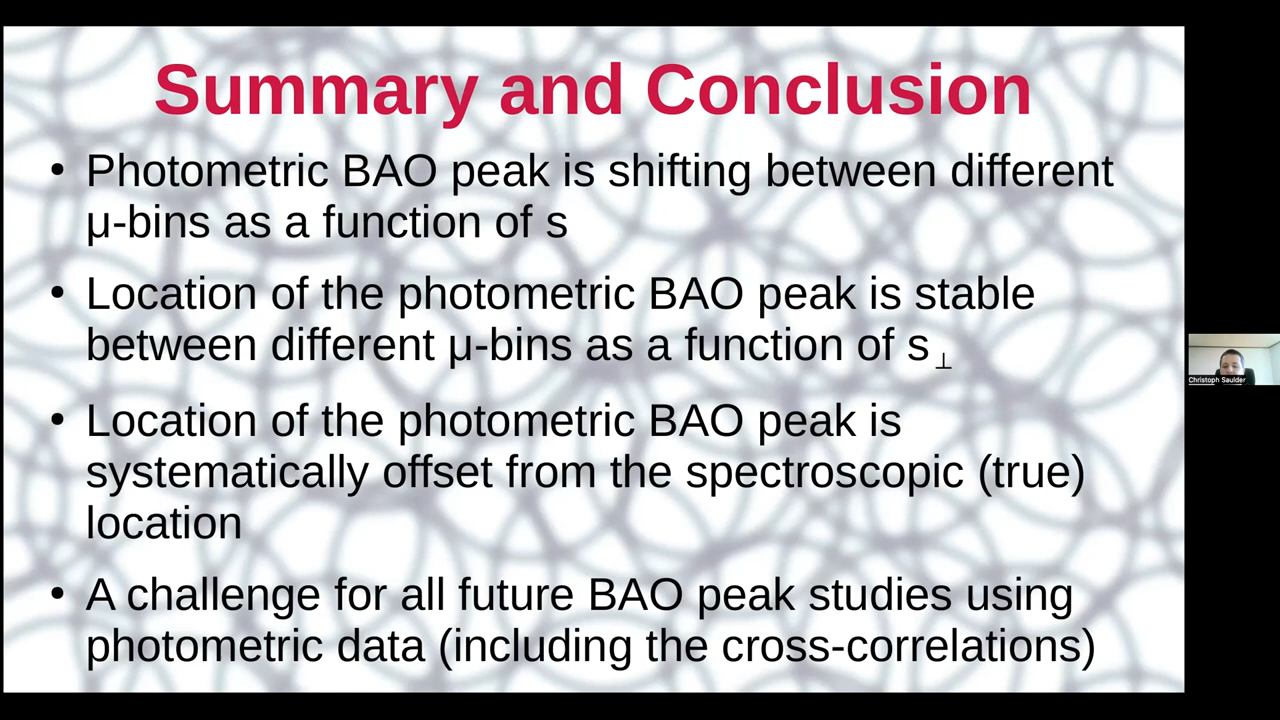 Summary and Conclusion
• Photometric BAO peak is shifting between different
μ-bins as a function of s
• Location of the photometric BAO peak is stable
between different μ-bins as a function of s⊥
• Location of the photometric BAO peak is
systematically offset from the spectroscopic (true)
location
• A challenge for all future BAO peak studies using
photometric data (including the cross-correlations)
Christoph Saulder